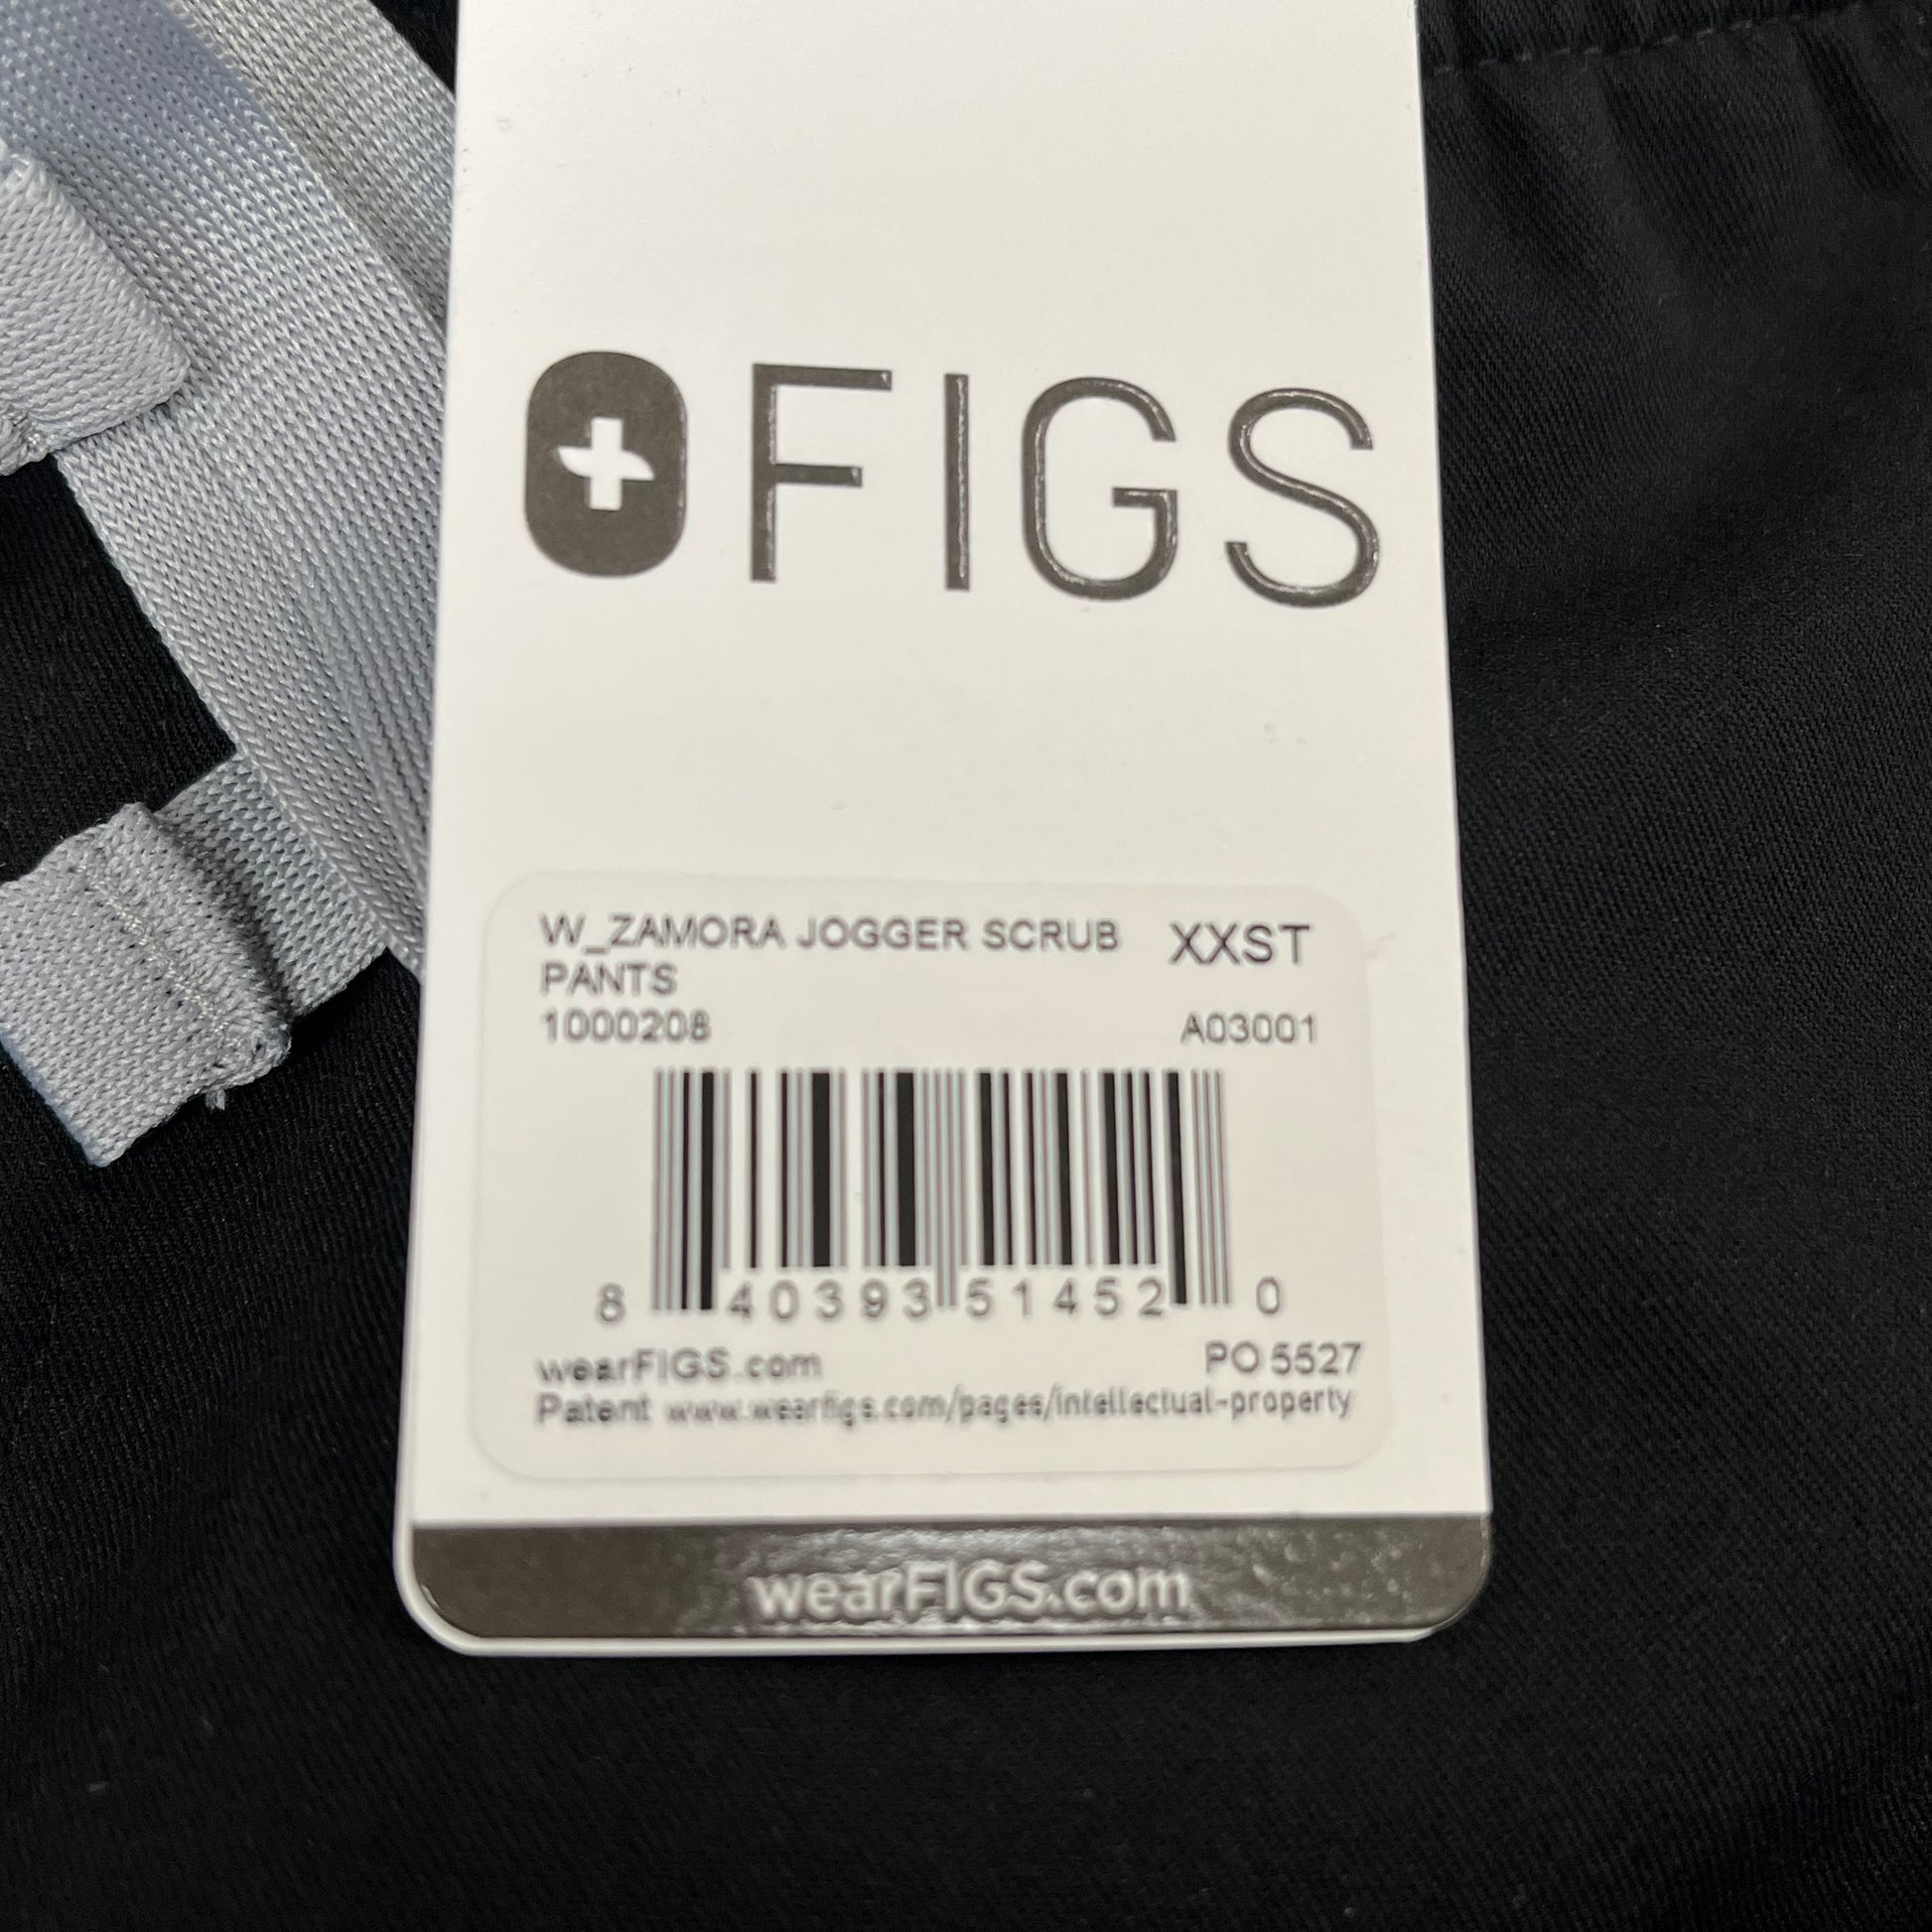 FIGS
W_ZAMORA JOGGER SCRUB PANTS
XXST
1000208
A03001
8 40393 51452 0
wearFIGS.com
PO 5527
Patent www.wearfigs.com/pages/intellectual-property
wearFIGS.com